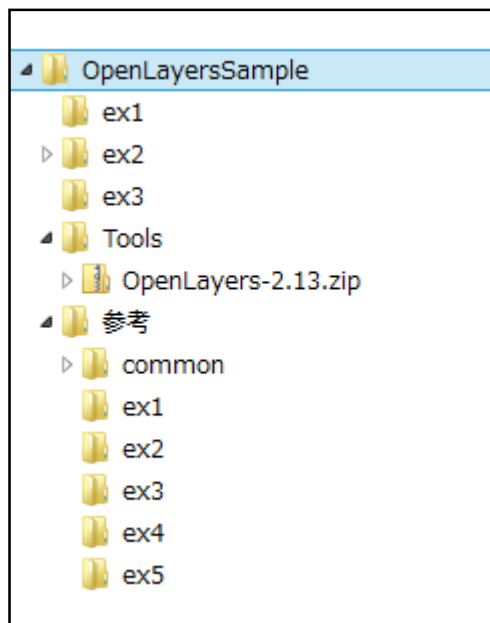 OpenLayersSample
ex1
ex2
ex3
Tools
OpenLayers-2.13.zip
参考
common
ex1
ex2
ex3
ex4
ex5